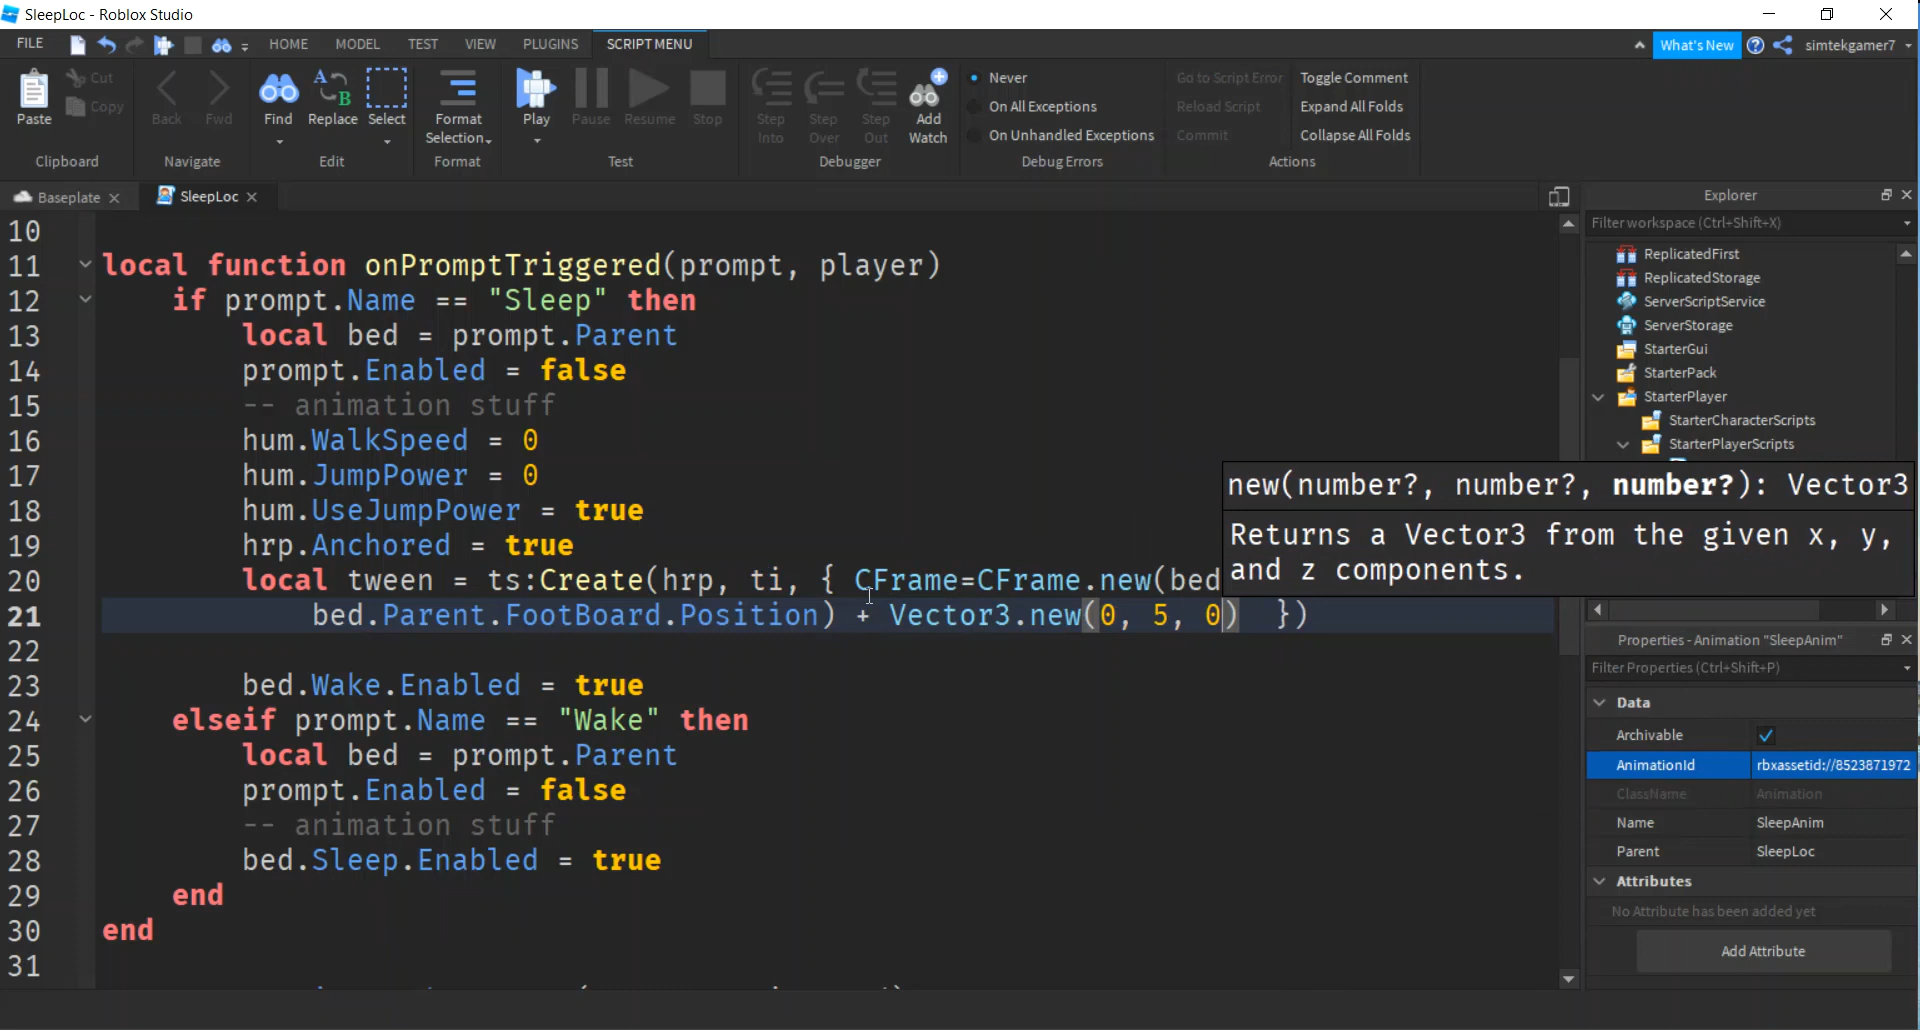 SleepLoc - Roblox Studio
FILE HOME MODEL TEST VIEW PLUGINS SCRIPT MENU What's New simtekgamer7
Paste Cut Copy
Back Fwd
Find Replace Select
Format Selection
Play Pause Resume Stop
Step Into Step Over Step Out Add Watch
Never
On All Exceptions
On Unhandled Exceptions
Go to Script Error
Reload Script
Commit
Toggle Comment
Expand All Folds
Collapse All Folds
Clipboard Navigate Edit Format Test Debugger Debug Errors Actions
Baseplate SleepLoc
10
11 local function onPromptTriggered(prompt, player)
12 if prompt.Name == "Sleep" then
13 local bed = prompt.Parent
14 prompt.Enabled = false
15 -- animation stuff
16 hum.WalkSpeed = 0
17 hum.JumpPower = 0
18 hum.UseJumpPower = true
19 hrp.Anchored = true
20 local tween = ts:Create(hrp, ti, { CFrame=CFrame.new(bed
21 bed.Parent.FootBoard.Position) + Vector3.new(0, 5, 0) })
22
23 bed.Wake.Enabled = true
24 elseif prompt.Name == "Wake" then
25 local bed = prompt.Parent
26 prompt.Enabled = false
27 -- animation stuff
28 bed.Sleep.Enabled = true
29 end
30 end
31
new(number?, number?, number?): Vector3
Returns a Vector3 from the given x, y,
and z components.
Explorer
Filter workspace (Ctrl+Shift+X)
ReplicatedFirst
ReplicatedStorage
ServerScriptService
ServerStorage
StarterGui
StarterPack
StarterPlayer
StarterCharacterScripts
StarterPlayerScripts
Properties - Animation "SleepAnim"
Filter Properties (Ctrl+Shift+P)
Data
Archivable
AnimationId rbxassetid://8523871972
ClassName Animation
Name SleepAnim
Parent SleepLoc
Attributes
No Attribute has been added yet
Add Attribute